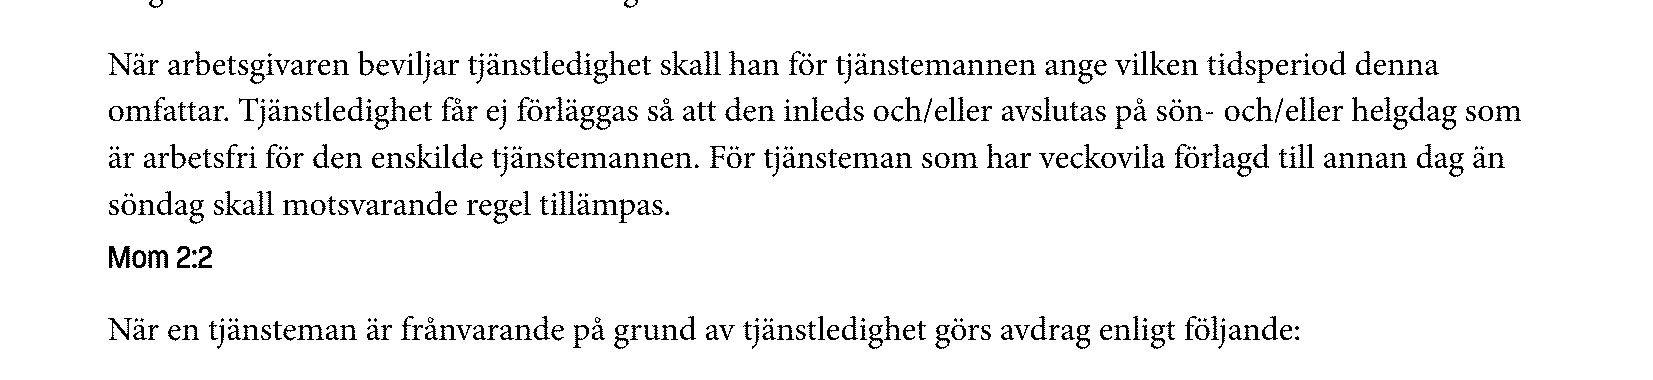 När arbetsgivaren beviljar tjänstledighet skall han för tjänstemannen ange vilken tidsperiod denna
omfattar. Tjänstledighet får ej förläggas så att den inleds och/eller avslutas på sön- och/eller helgdag som
är arbetsfri för den enskilde tjänstemannen. För tjänsteman som har veckovila förlagd till annan dag än
söndag skall motsvarande regel tillämpas.
Mom 2:2
När en tjänsteman är frånvarande på grund av tjänstledighet görs avdrag enligt följande: